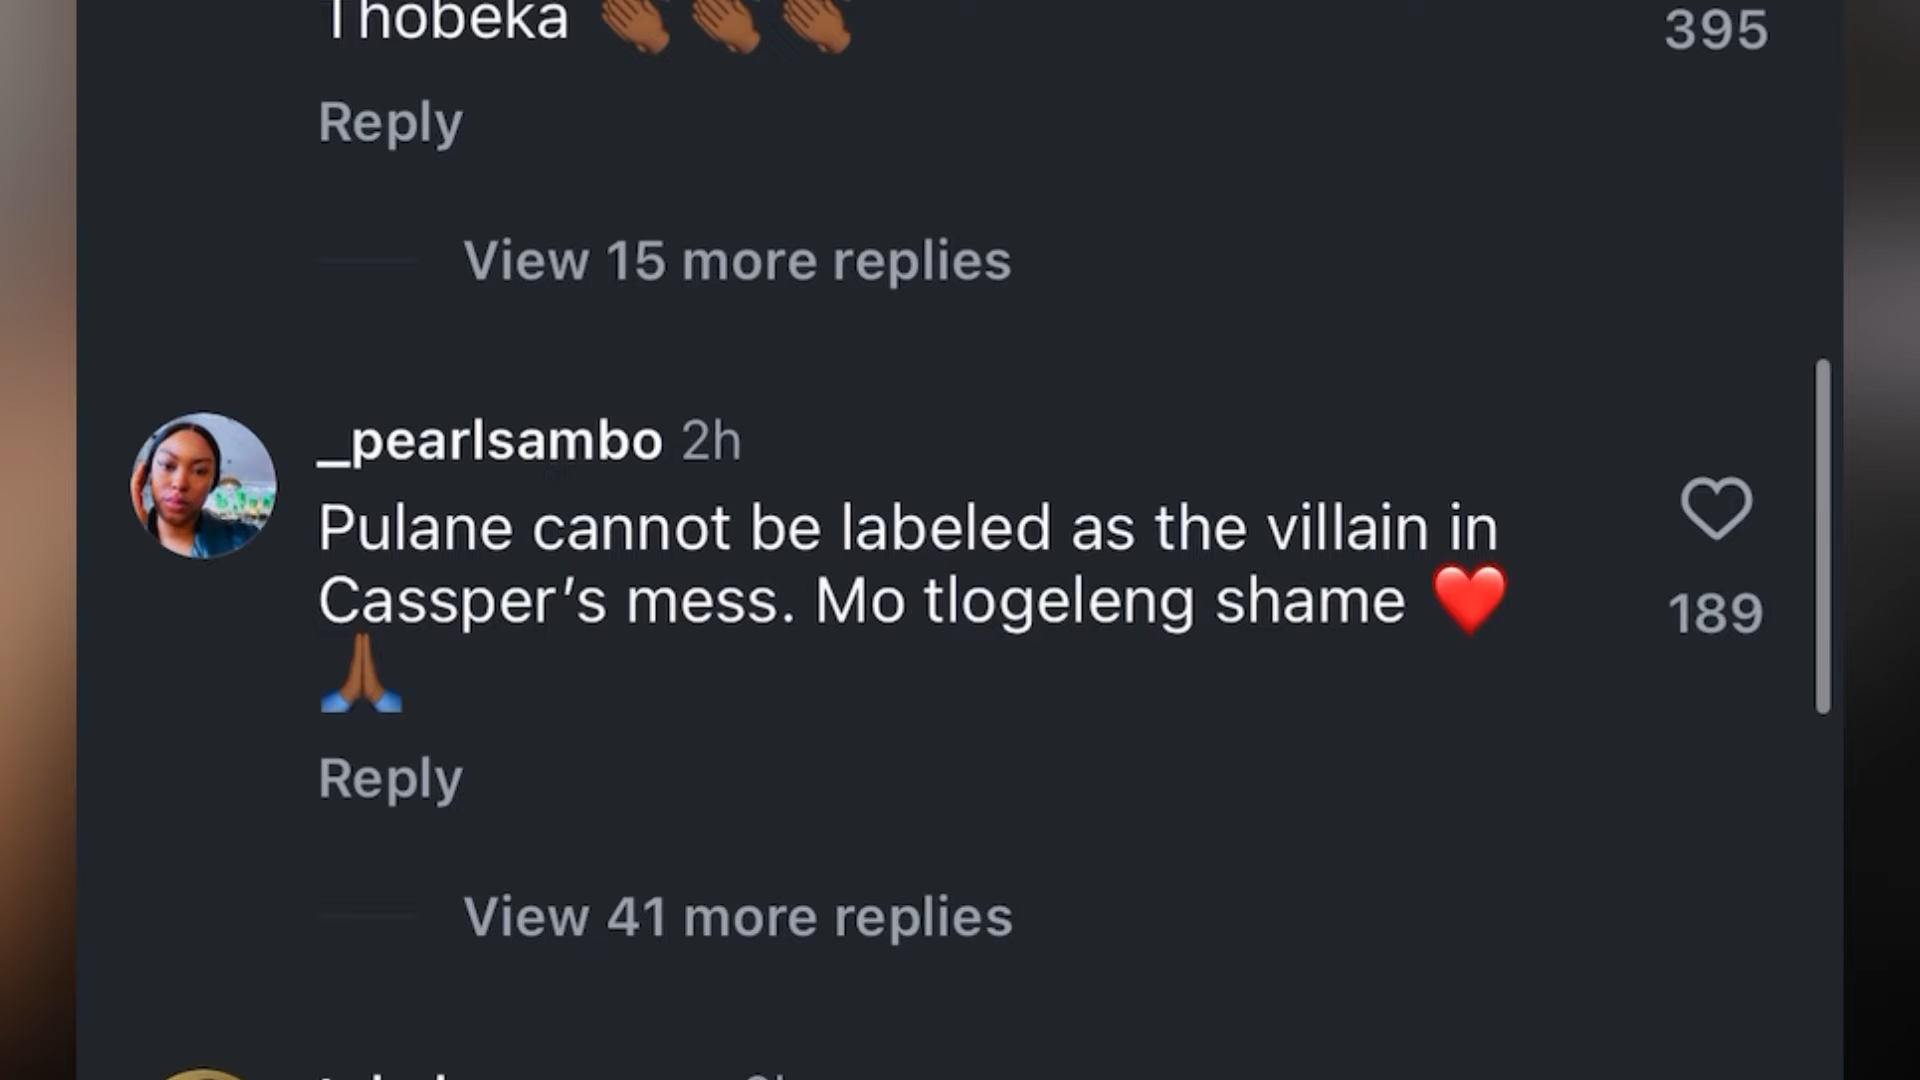 Thobeka 👏🏾👏🏾👏🏾
395
Reply
View 15 more replies
_pearlsambo 2h
Pulane cannot be labeled as the villain in
Cassper's mess. Mo tlogeleng shame ❤️
🙏🏾
189
Reply
View 41 more replies